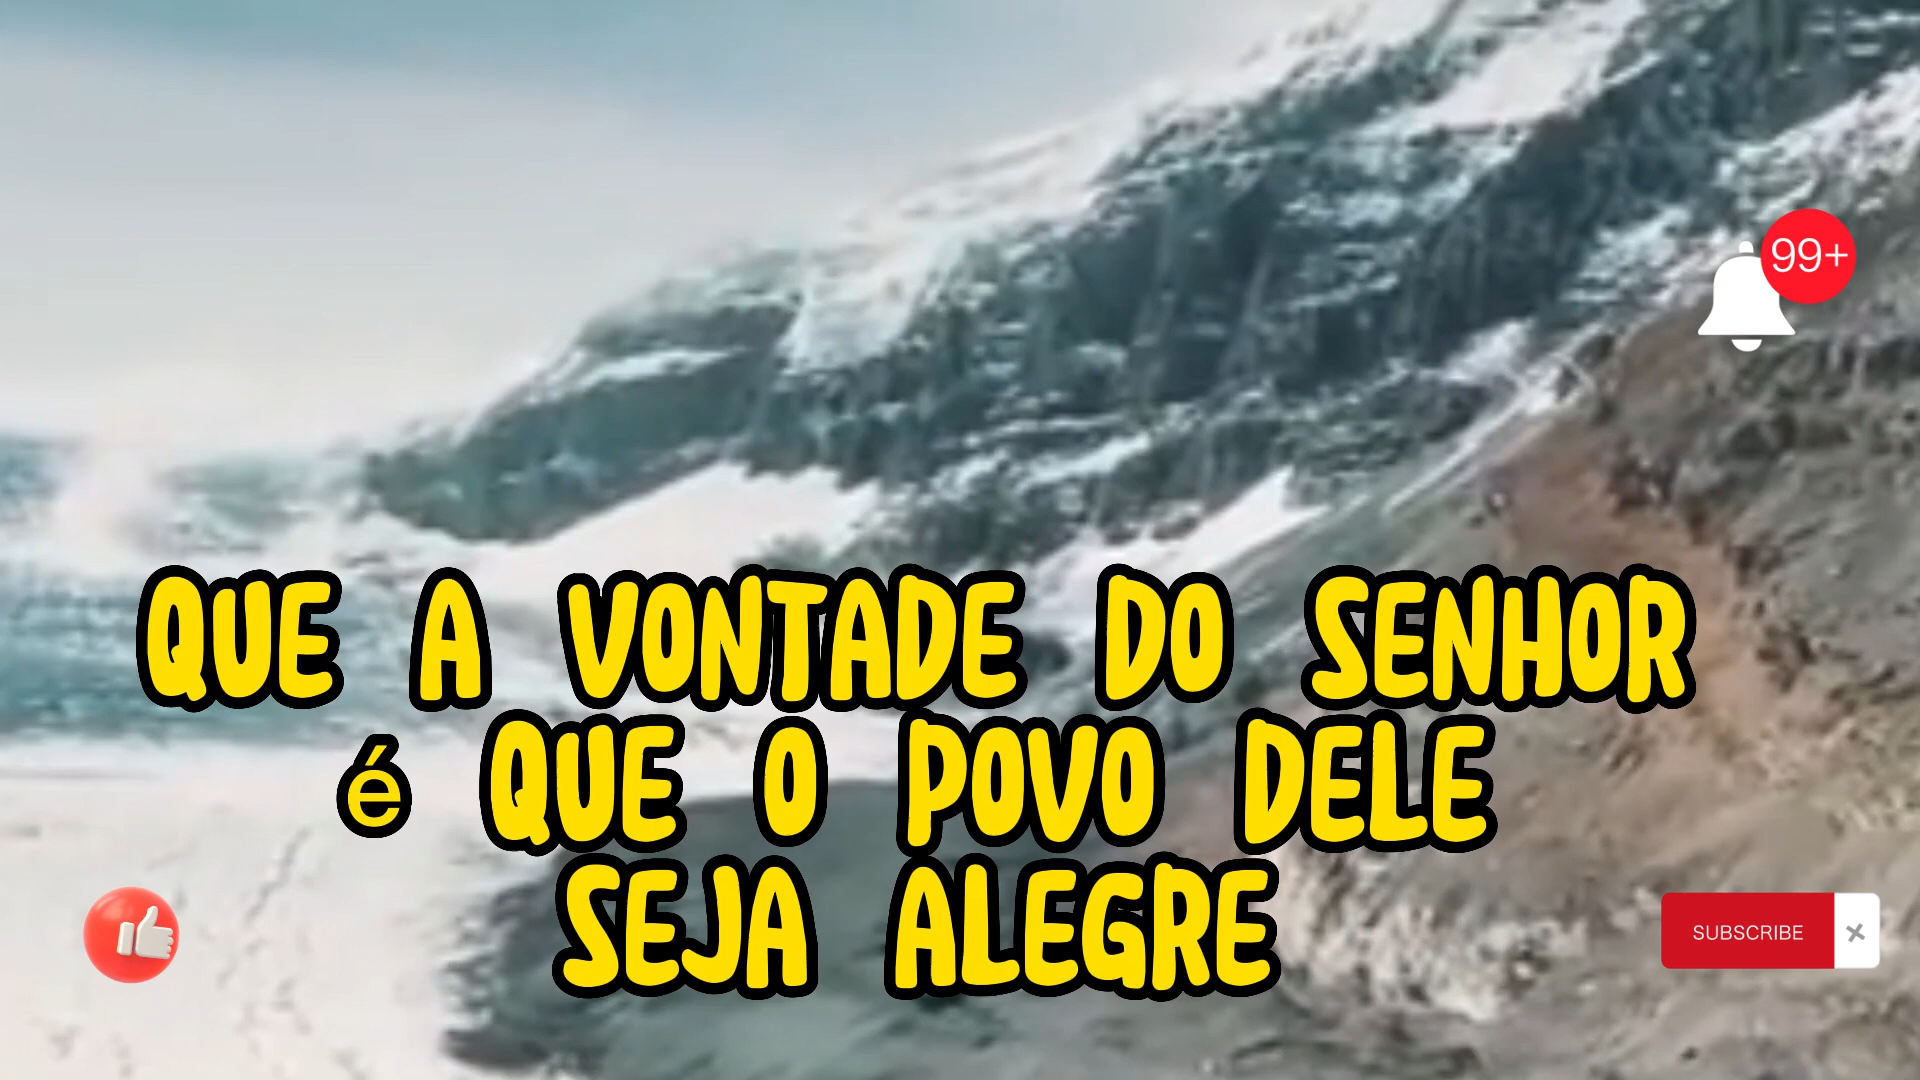 99+
QUE A VONTADE DO SENHOR
é QUE O POVO DELE
SEJA ALEGRE
SUBSCRIBE